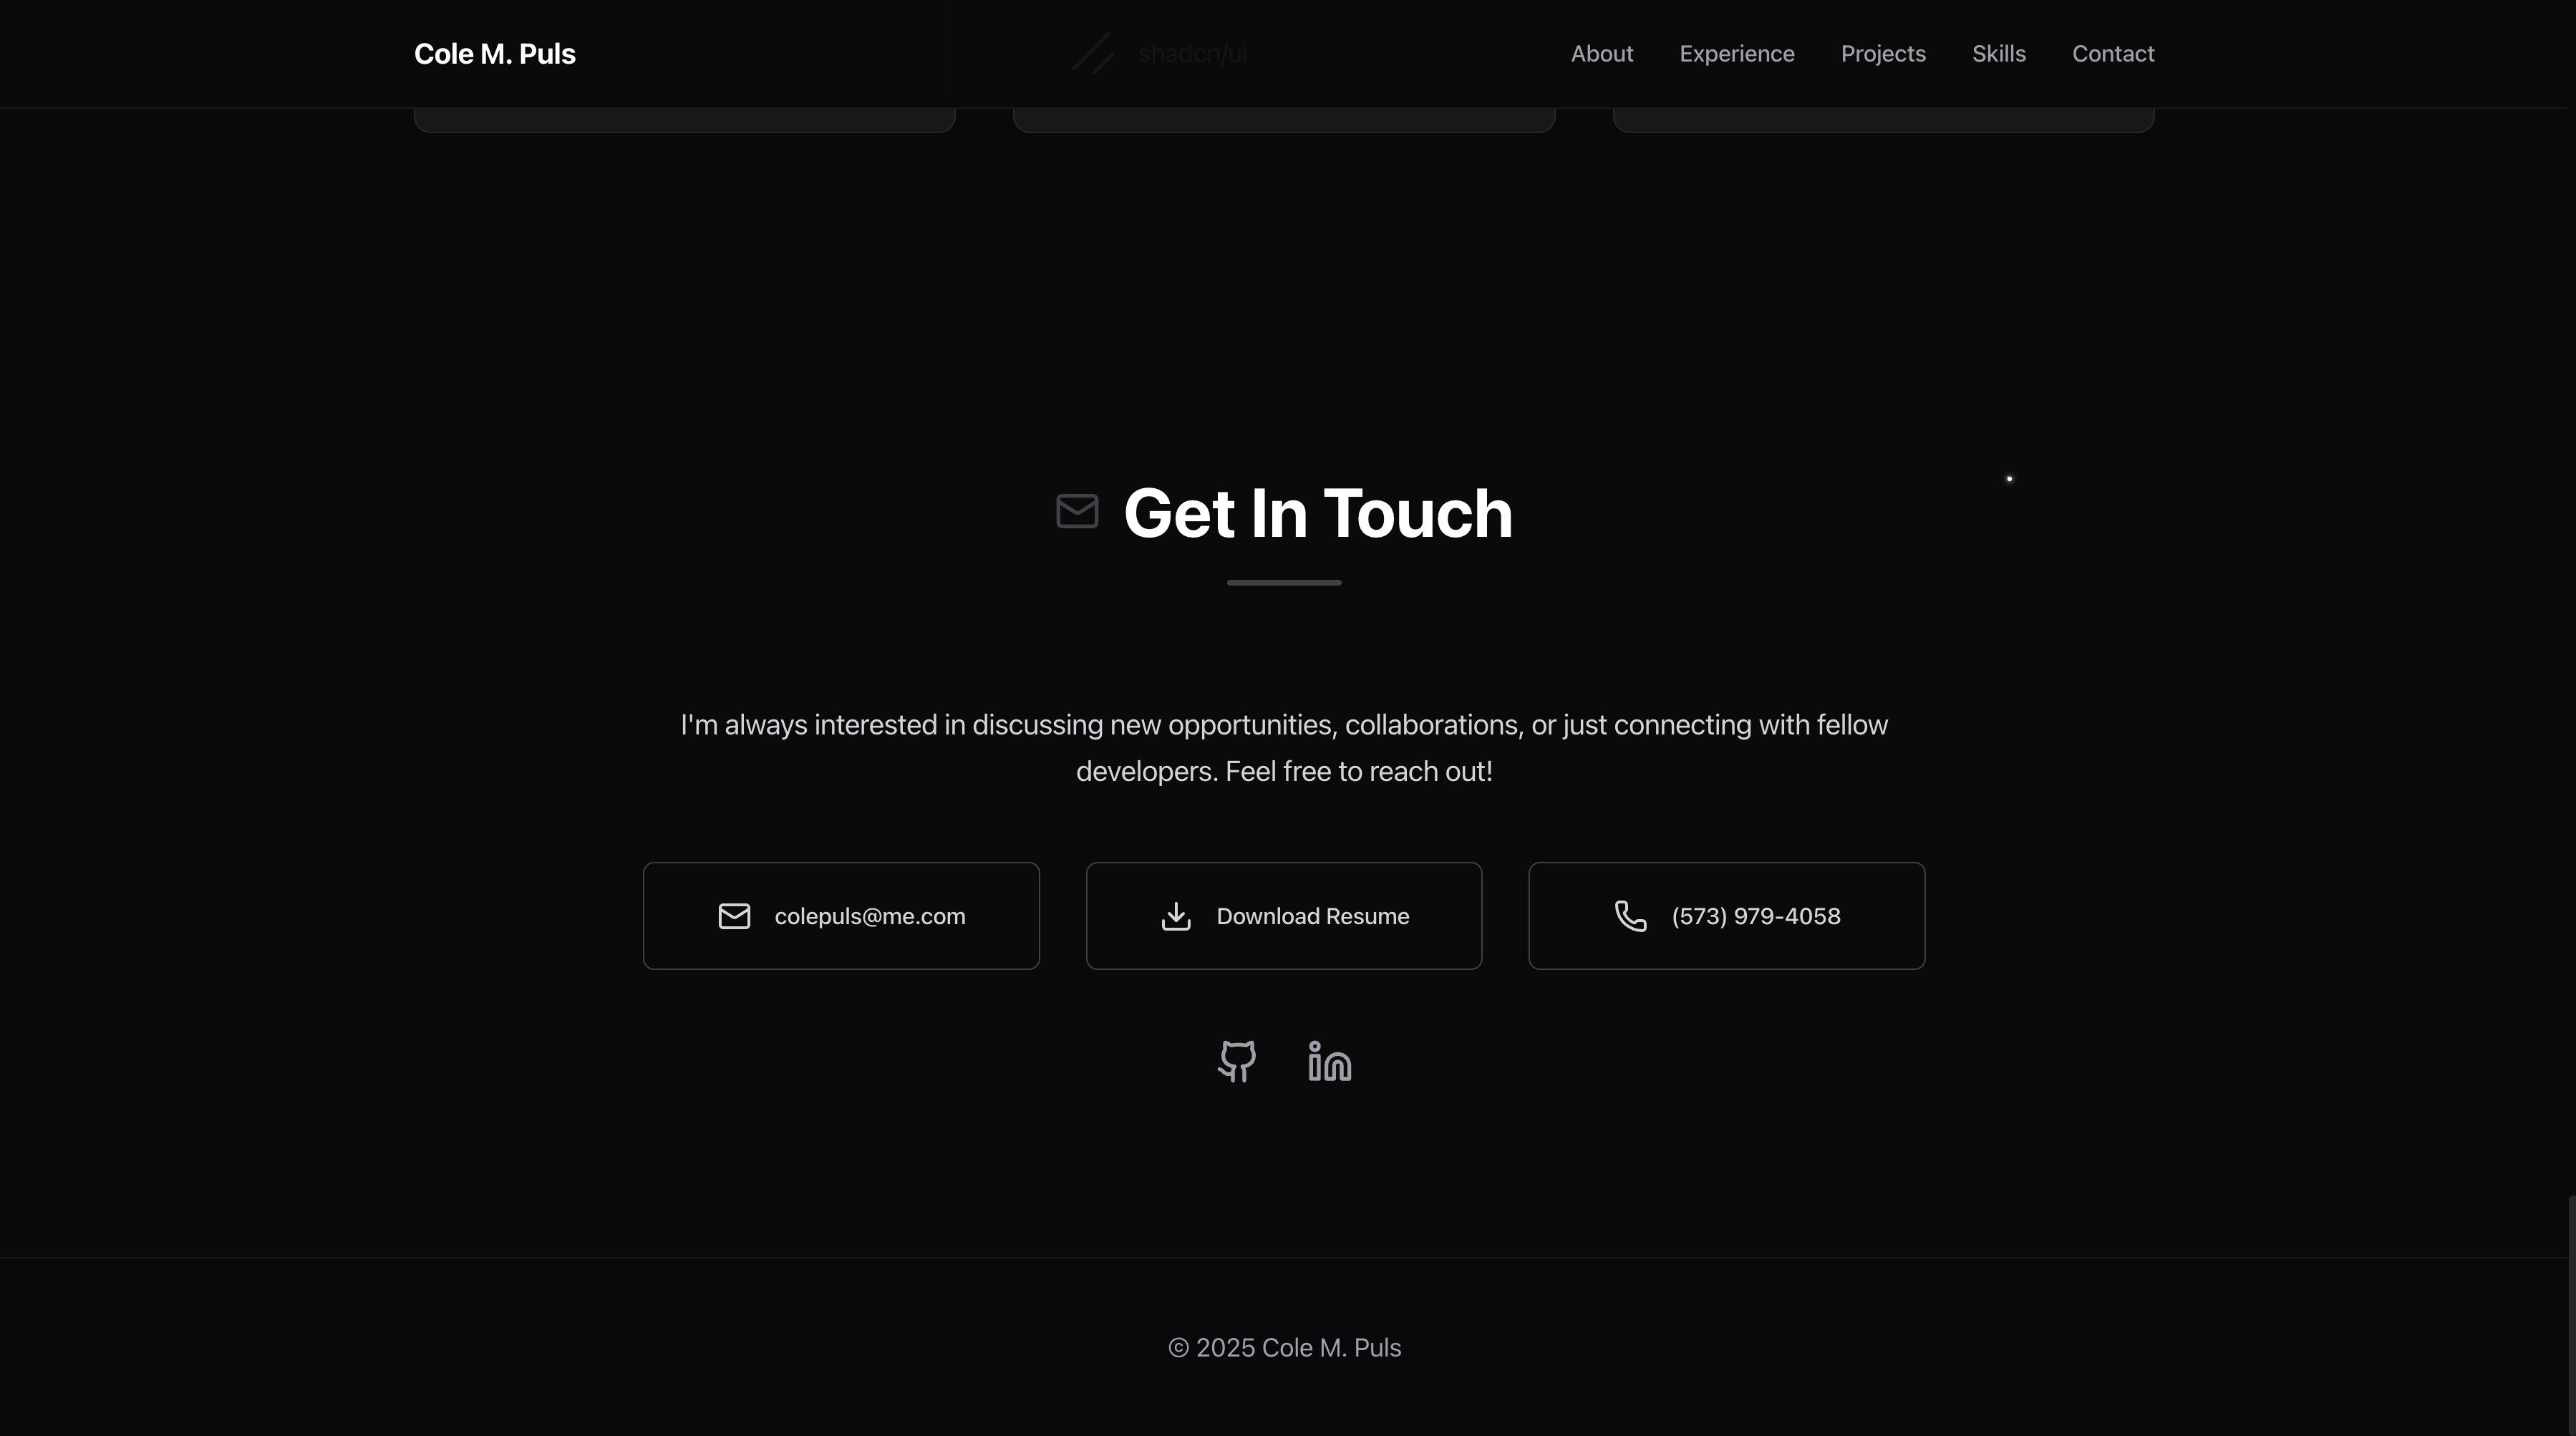 Cole M. Puls
shadcn/ui
About Experience Projects Skills Contact
Get In Touch
I'm always interested in discussing new opportunities, collaborations, or just connecting with fellow
developers. Feel free to reach out!
colepuls@me.com
Download Resume
(573) 979-4058
© 2025 Cole M. Puls